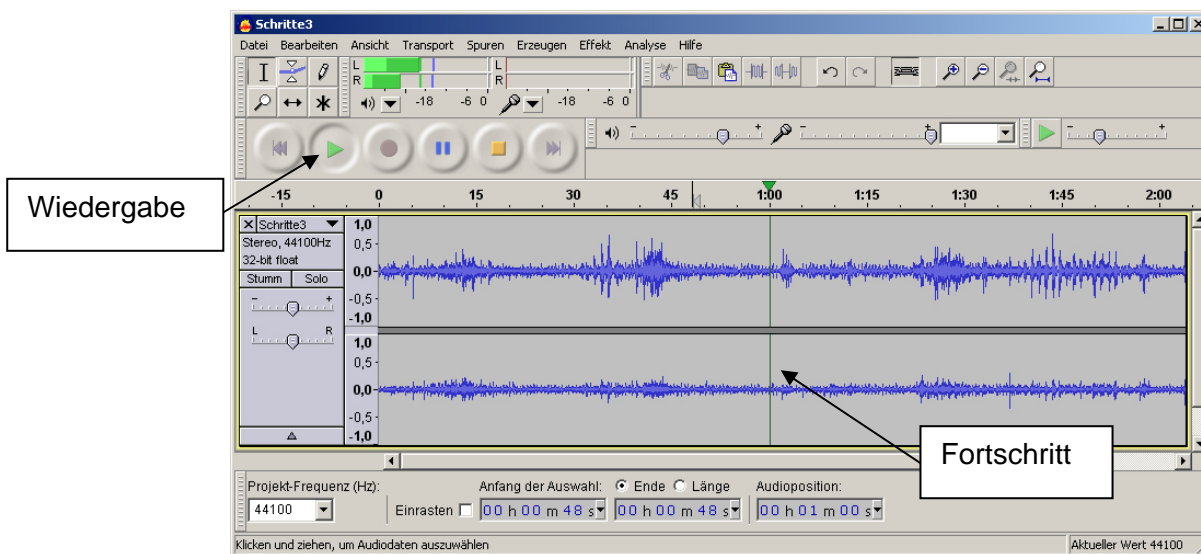 Schritte3
Datei Bearbeiten Ansicht Transport Spuren Erzeugen Effekt Analyse Hilfe
L
R
-18 -6 0
L
R
-18 -6 0
- +
- +
- +
Wiedergabe
-15 0 15 30 45 1:00 1:15 1:30 1:45 2:00
X Schritte3
Stereo, 44100Hz
32-bit float
Stumm Solo
- +
L R
1,0
0,5
0,0
-0,5
-1,0
1,0
0,5
0,0
-0,5
-1,0
Fortschritt
Projekt-Frequenz (Hz): Anfang der Auswahl: Ende Länge Audioposition:
44100 Einrasten 00 h 00 m 48 s 00 h 00 m 48 s 00 h 01 m 00 s
Klicken und ziehen, um Audiodaten auszuwählen Aktueller Wert 44100